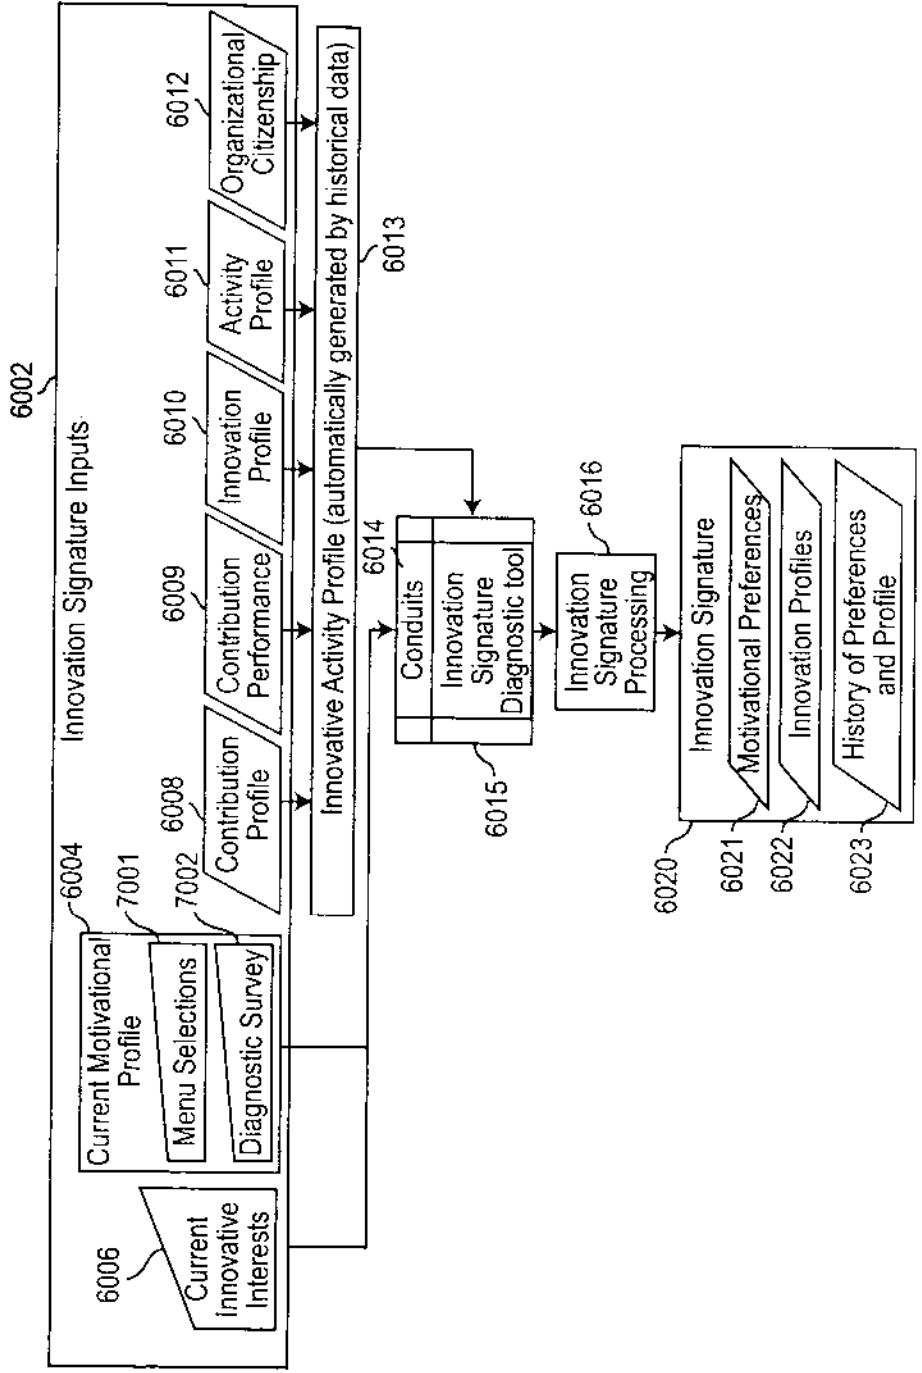 6002
Innovation Signature Inputs
6006
Current
Innovative
Interests
6004
Current Motivational
Profile
7001
Menu Selections
7002
Diagnostic Survey
6008
Contribution
Profile
6009
Contribution
Performance
6010
Innovation
Profile
6011
Activity
Profile
6012
Organizational
Citizenship
Innovative Activity Profile (automatically generated by historical data)
6013
6014
Conduits
Innovation
Signature
Diagnostic tool
6015
Innovation
Signature
Processing
6016
6020
Innovation Signature
6021
Motivational Preferences
6022
Innovation Profiles
6023
History of Preferences
and Profile